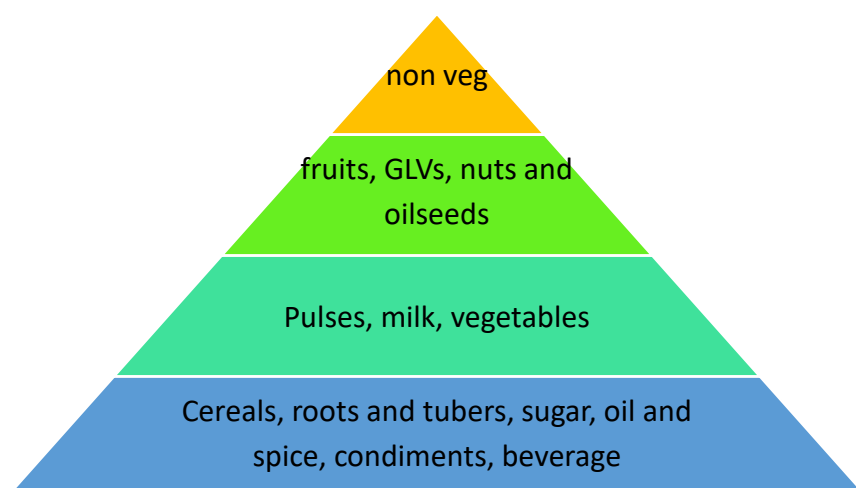 non veg
fruits, GLVs, nuts and
oilseeds
Pulses, milk, vegetables
Cereals, roots and tubers, sugar, oil and
spice, condiments, beverage